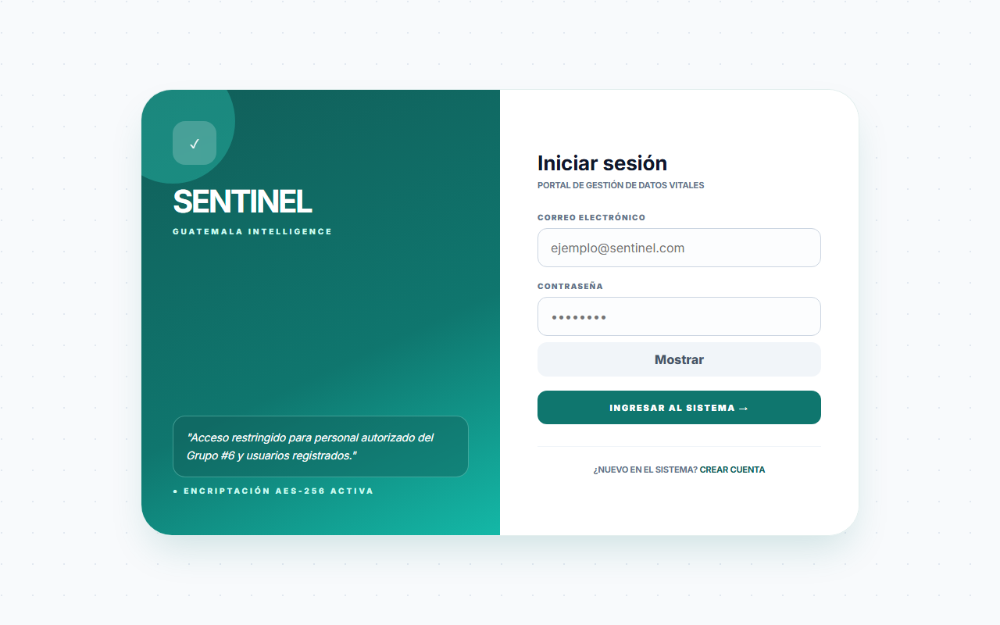 ✓
SENTINEL
GUATEMALA INTELLIGENCE
"Acceso restringido para personal autorizado del
Grupo #6 y usuarios registrados."
● ENCRIPTACIÓN AES-256 ACTIVA
Iniciar sesión
PORTAL DE GESTIÓN DE DATOS VITALES
CORREO ELECTRÓNICO
ejemplo@sentinel.com
CONTRASEÑA
••••••••
Mostrar
INGRESAR AL SISTEMA →
¿NUEVO EN EL SISTEMA? CREAR CUENTA